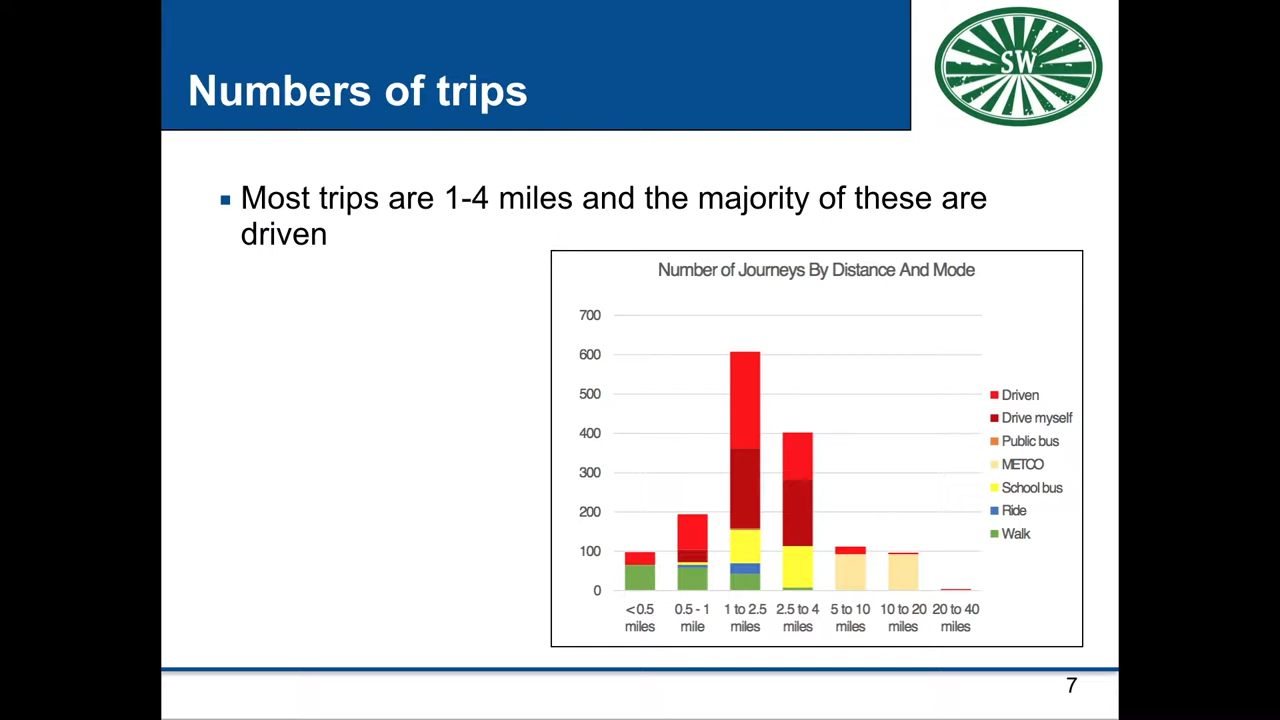 Numbers of trips
SW
Most trips are 1-4 miles and the majority of these are
driven
Number of Journeys By Distance And Mode
700
600
500
400
300
200
100
0
< 0.5 miles
0.5 - 1 mile
1 to 2.5 miles
2.5 to 4 miles
5 to 10 miles
10 to 20 miles
20 to 40 miles
Driven
Drive myself
Public bus
METCO
School bus
Ride
Walk
7